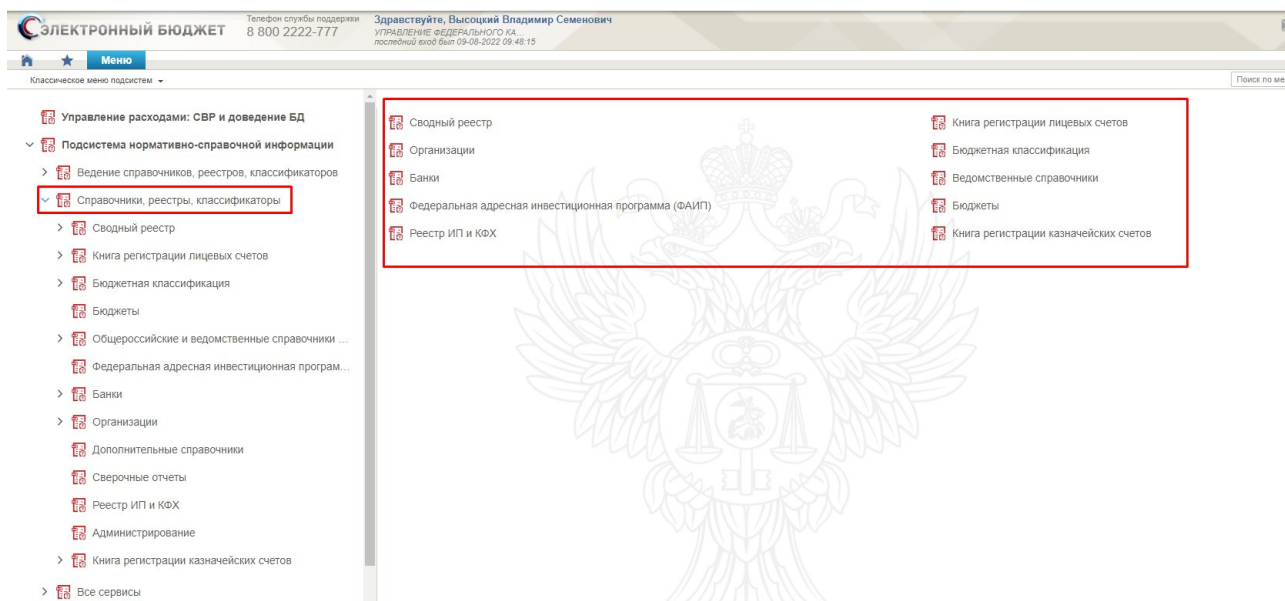 ЭЛЕКТРОННЫЙ БЮДЖЕТ
Телефон службы поддержки
8 800 2222-777
Здравствуйте, Высоцкий Владимир Семенович
УПРАВЛЕНИЕ ФЕДЕРАЛЬНОГО КА...
последний вход был 09-08-2022 09:48:15
Меню
Классическое меню подсистем
Поиск по ме
Управление расходами: СВР и доведение БД
Подсистема нормативно-справочной информации
Ведение справочников, реестров, классификаторов
Справочники, реестры, классификаторы
Сводный реестр
Книга регистрации лицевых счетов
Бюджетная классификация
Бюджеты
Общероссийские и ведомственные справочники ...
Федеральная адресная инвестиционная програм...
Банки
Организации
Дополнительные справочники
Сверочные отчеты
Реестр ИП и КФХ
Администрирование
Книга регистрации казначейских счетов
Все сервисы
Сводный реестр
Организации
Банки
Федеральная адресная инвестиционная программа (ФАИП)
Реестр ИП и КФХ
Книга регистрации лицевых счетов
Бюджетная классификация
Ведомственные справочники
Бюджеты
Книга регистрации казначейских счетов